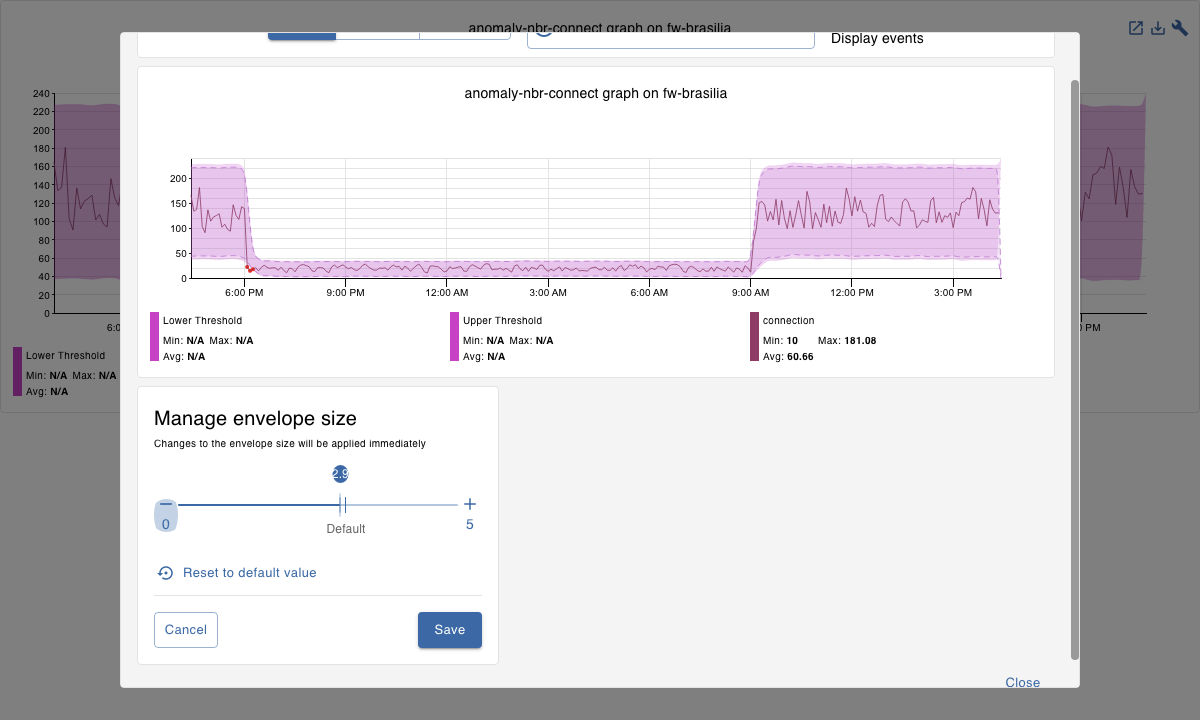 anomaly-nbr-connect graph on fw-brasilia
Display events
anomaly-nbr-connect graph on fw-brasilia
240
220
200
180
160
140
120
100
80
60
40
20
0
6:0
Lower Threshold
Min: N/A Max: N/A
Avg: N/A
200
150
100
50
0
6:00 PM 9:00 PM 12:00 AM 3:00 AM 6:00 AM 9:00 AM 12:00 PM 3:00 PM
Lower Threshold
Min: N/A Max: N/A
Avg: N/A
Upper Threshold
Min: N/A Max: N/A
Avg: N/A
connection
Min: 10 Max: 181.08
Avg: 60.66
PM
Manage envelope size
Changes to the envelope size will be applied immediately
2.9
0
5
Default
Reset to default value
Cancel
Save
Close